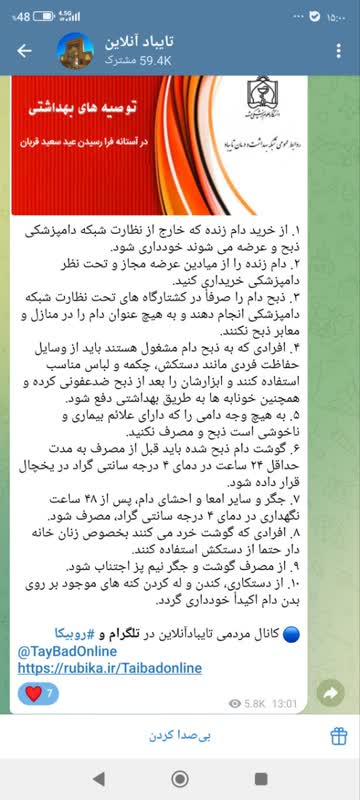 ۱۵:۰۰
%48
4.5G
تایباد آنلاین
59.4K مشترک
توصیه های بهداشتی
در آستانه فرا رسیدن عید سعید قربان
روابط عمومی شبکه بهداشت و درمان تایباد
۱. از خرید دام زنده که خارج از نظارت شبکه دامپزشکی
ذبح و عرضه می شوند خودداری شود.
۲. دام زنده را از میادین عرضه مجاز و تحت نظر
دامپزشکی خریداری کنید.
۳. ذبح دام را صرفاً در کشتارگاه های تحت نظارت شبکه
دامپزشکی انجام دهند و به هیچ عنوان دام را در منازل و
معابر ذبح نکنند.
۴. افرادی که به ذبح دام مشغول هستند باید از وسایل
حفاظت فردی مانند دستکش، چکمه و لباس مناسب
استفاده کنند و ابزارشان را بعد از ذبح ضدعفونی کرده و
همچنین خونابه ها به طریق بهداشتی دفع شود.
۵. به هیچ وجه دامی را که دارای علائم بیماری و
ناخوشی است ذبح و مصرف نکنید.
۶. گوشت دام ذبح شده باید قبل از مصرف به مدت
حداقل ۲۴ ساعت در دمای ۴ درجه سانتی گراد در یخچال
قرار داده شود.
۷. جگر و سایر امعا و احشای دام، پس از ۴۸ ساعت
نگهداری در دمای ۴ درجه سانتی گراد، مصرف شود.
۸. افرادی که گوشت خرد می کنند بخصوص زنان خانه
دار حتما از دستکش استفاده کنند.
۹. از مصرف گوشت و جگر نیم پز اجتناب شود.
۱۰. از دستکاری، کندن و له کردن کنه های موجود بر روی
بدن دام اکیداً خودداری گردد.
کانال مردمی تایبادآنلاین در تلگرام و #روبیکا
@TayBadOnline
https://rubika.ir/Taibadonline
7
5.8K 13:01
بی‌صدا کردن